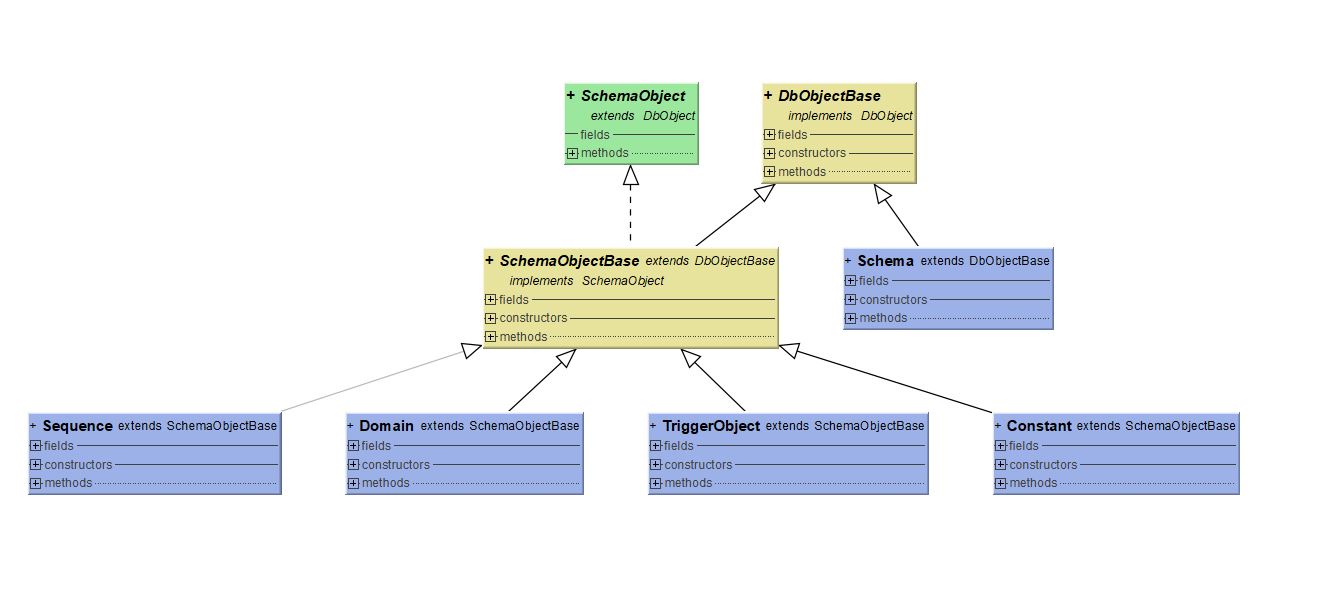 + SchemaObject
extends DbObject
fields
methods
+ DbObjectBase
implements DbObject
fields
constructors
methods
+ SchemaObjectBase extends DbObjectBase
implements SchemaObject
fields
constructors
methods
+ Schema extends DbObjectBase
fields
constructors
methods
+ Sequence extends SchemaObjectBase
fields
constructors
methods
+ Domain extends SchemaObjectBase
fields
constructors
methods
+ TriggerObject extends SchemaObjectBase
fields
constructors
methods
+ Constant extends SchemaObjectBase
fields
constructors
methods